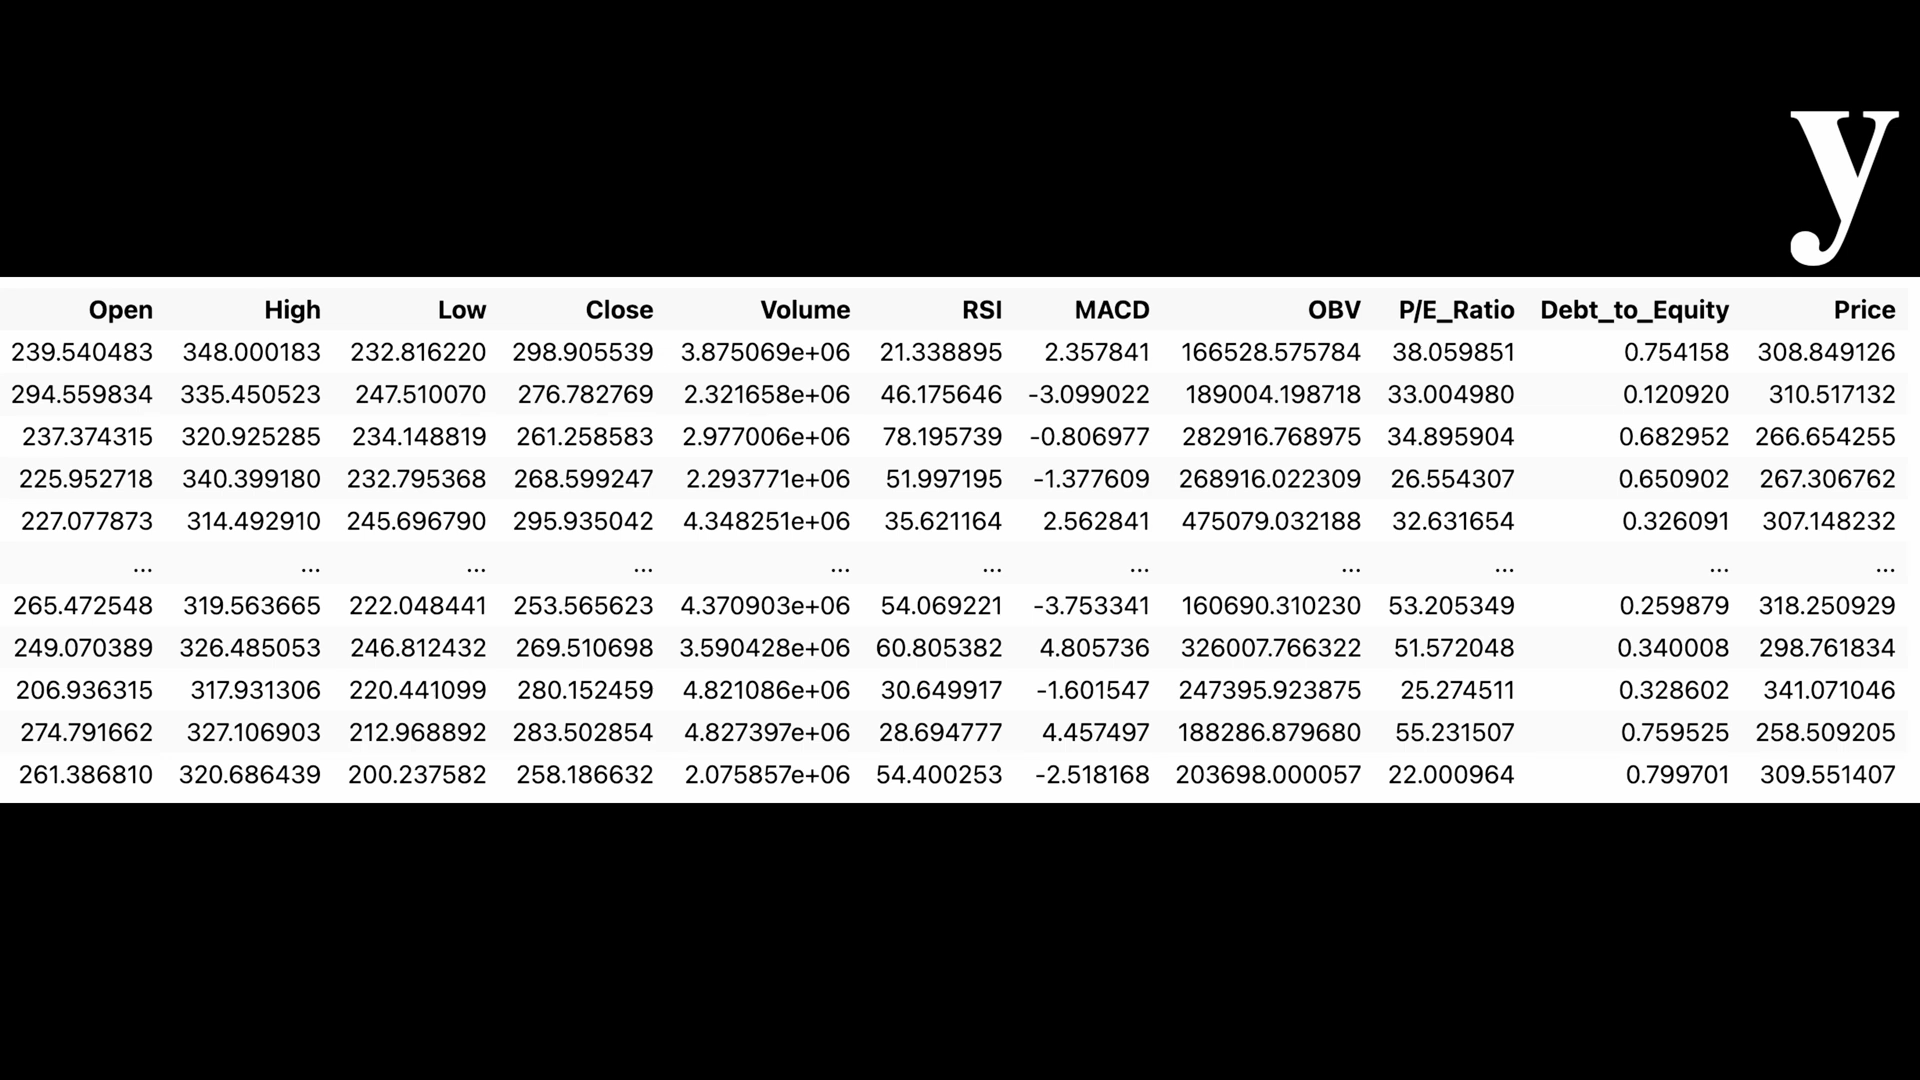 y
Open High Low Close Volume RSI MACD OBV P/E_Ratio Debt_to_Equity Price
239.540483 348.000183 232.816220 298.905539 3.875069e+06 21.338895 2.357841 166528.575784 38.059851 0.754158 308.849126
294.559834 335.450523 247.510070 276.782769 2.321658e+06 46.175646 -3.099022 189004.198718 33.004980 0.120920 310.517132
237.374315 320.925285 234.148819 261.258583 2.977006e+06 78.195739 -0.806977 282916.768975 34.895904 0.682952 266.654255
225.952718 340.399180 232.795368 268.599247 2.293771e+06 51.997195 -1.377609 268916.022309 26.554307 0.650902 267.306762
227.077873 314.492910 245.696790 295.935042 4.348251e+06 35.621164 2.562841 475079.032188 32.631654 0.326091 307.148232
... ... ... ... ... ... ... ... ... ... ...
265.472548 319.563665 222.048441 253.565623 4.370903e+06 54.069221 -3.753341 160690.310230 53.205349 0.259879 318.250929
249.070389 326.485053 246.812432 269.510698 3.590428e+06 60.805382 4.805736 326007.766322 51.572048 0.340008 298.761834
206.936315 317.931306 220.441099 280.152459 4.821086e+06 30.649917 -1.601547 247395.923875 25.274511 0.328602 341.071046
274.791662 327.106903 212.968892 283.502854 4.827397e+06 28.694777 4.457497 188286.879680 55.231507 0.759525 258.509205
261.386810 320.686439 200.237582 258.186632 2.075857e+06 54.400253 -2.518168 203698.000057 22.000964 0.799701 309.551407